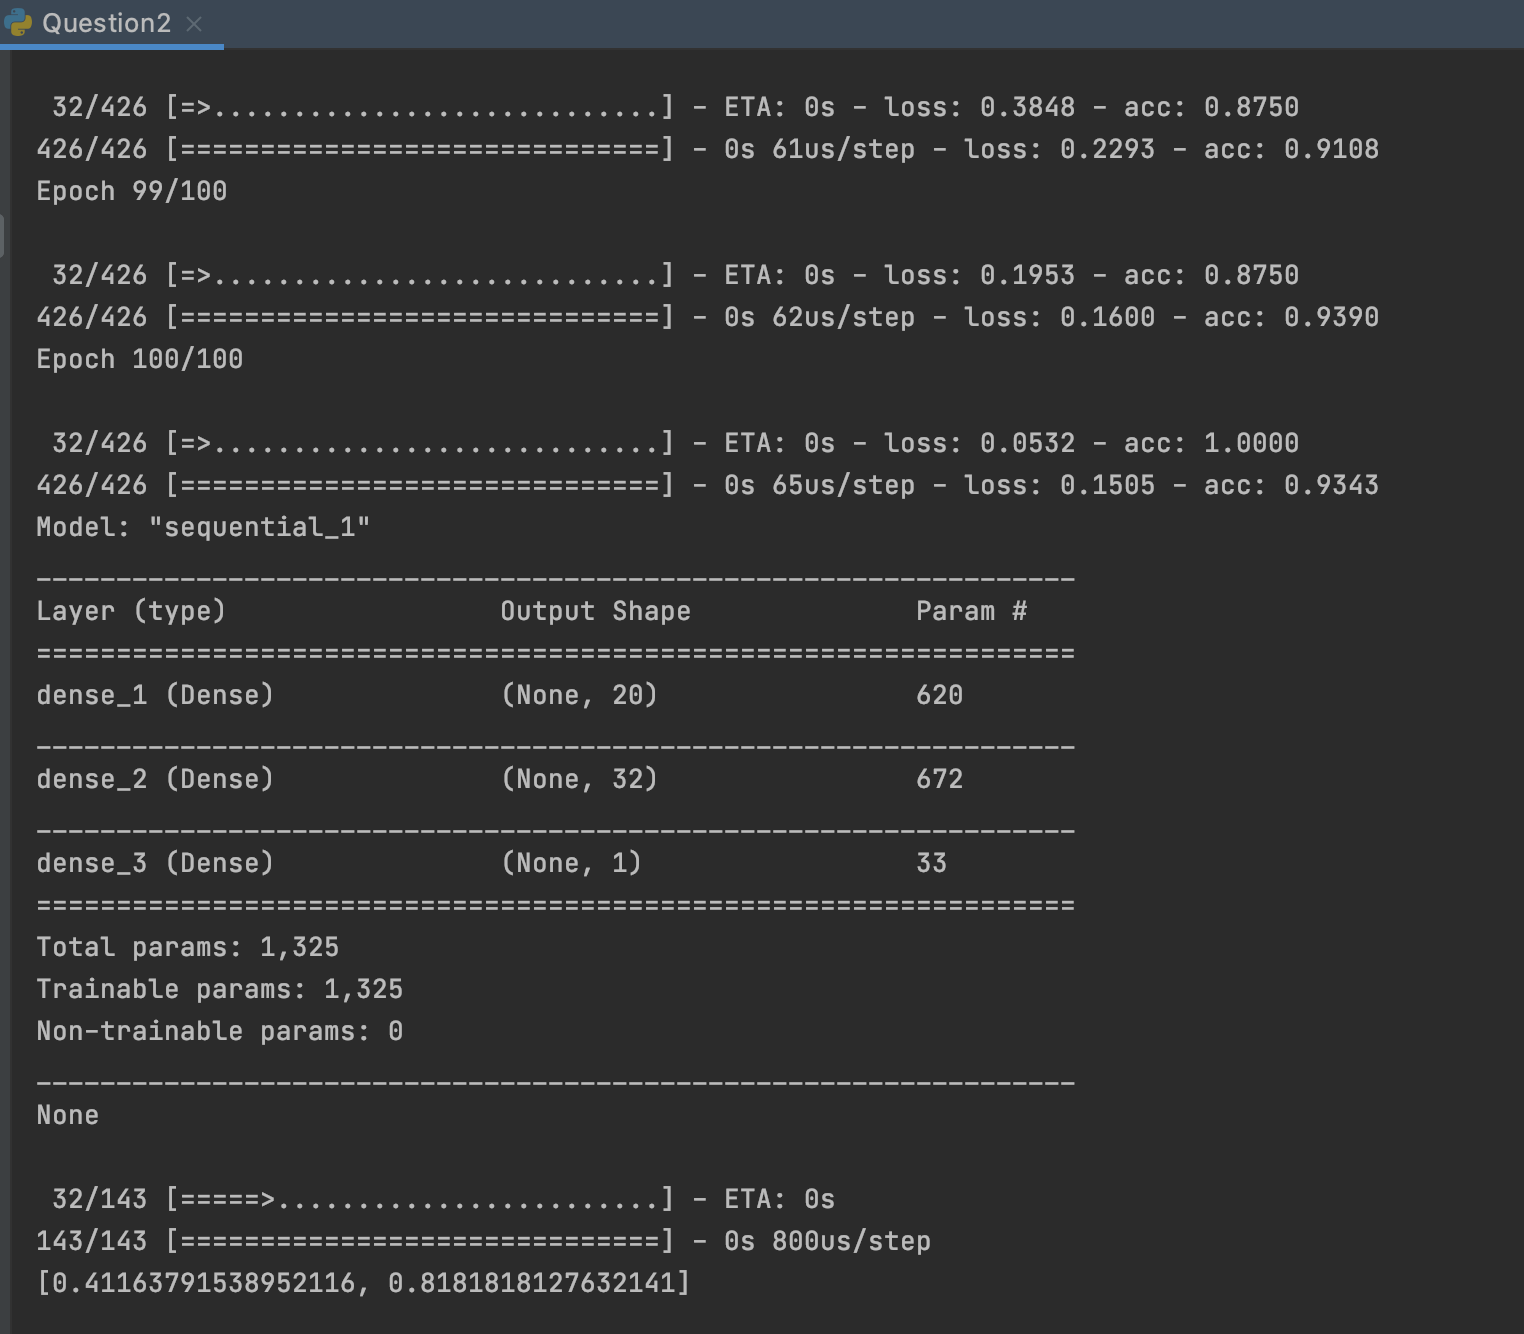 Question2
32/426 [=>............................] - ETA: 0s - loss: 0.3848 - acc: 0.8750
426/426 [==============================] - 0s 61us/step - loss: 0.2293 - acc: 0.9108
Epoch 99/100
32/426 [=>............................] - ETA: 0s - loss: 0.1953 - acc: 0.8750
426/426 [==============================] - 0s 62us/step - loss: 0.1600 - acc: 0.9390
Epoch 100/100
32/426 [=>............................] - ETA: 0s - loss: 0.0532 - acc: 1.0000
426/426 [==============================] - 0s 65us/step - loss: 0.1505 - acc: 0.9343
Model: "sequential_1"
_________________________________________________________________
Layer (type)                 Output Shape              Param #
=================================================================
dense_1 (Dense)              (None, 20)                620
_________________________________________________________________
dense_2 (Dense)              (None, 32)                672
_________________________________________________________________
dense_3 (Dense)              (None, 1)                 33
=================================================================
Total params: 1,325
Trainable params: 1,325
Non-trainable params: 0
_________________________________________________________________
None
32/143 [=====>........................] - ETA: 0s
143/143 [==============================] - 0s 800us/step
[0.41163791538952116, 0.8181818127632141]